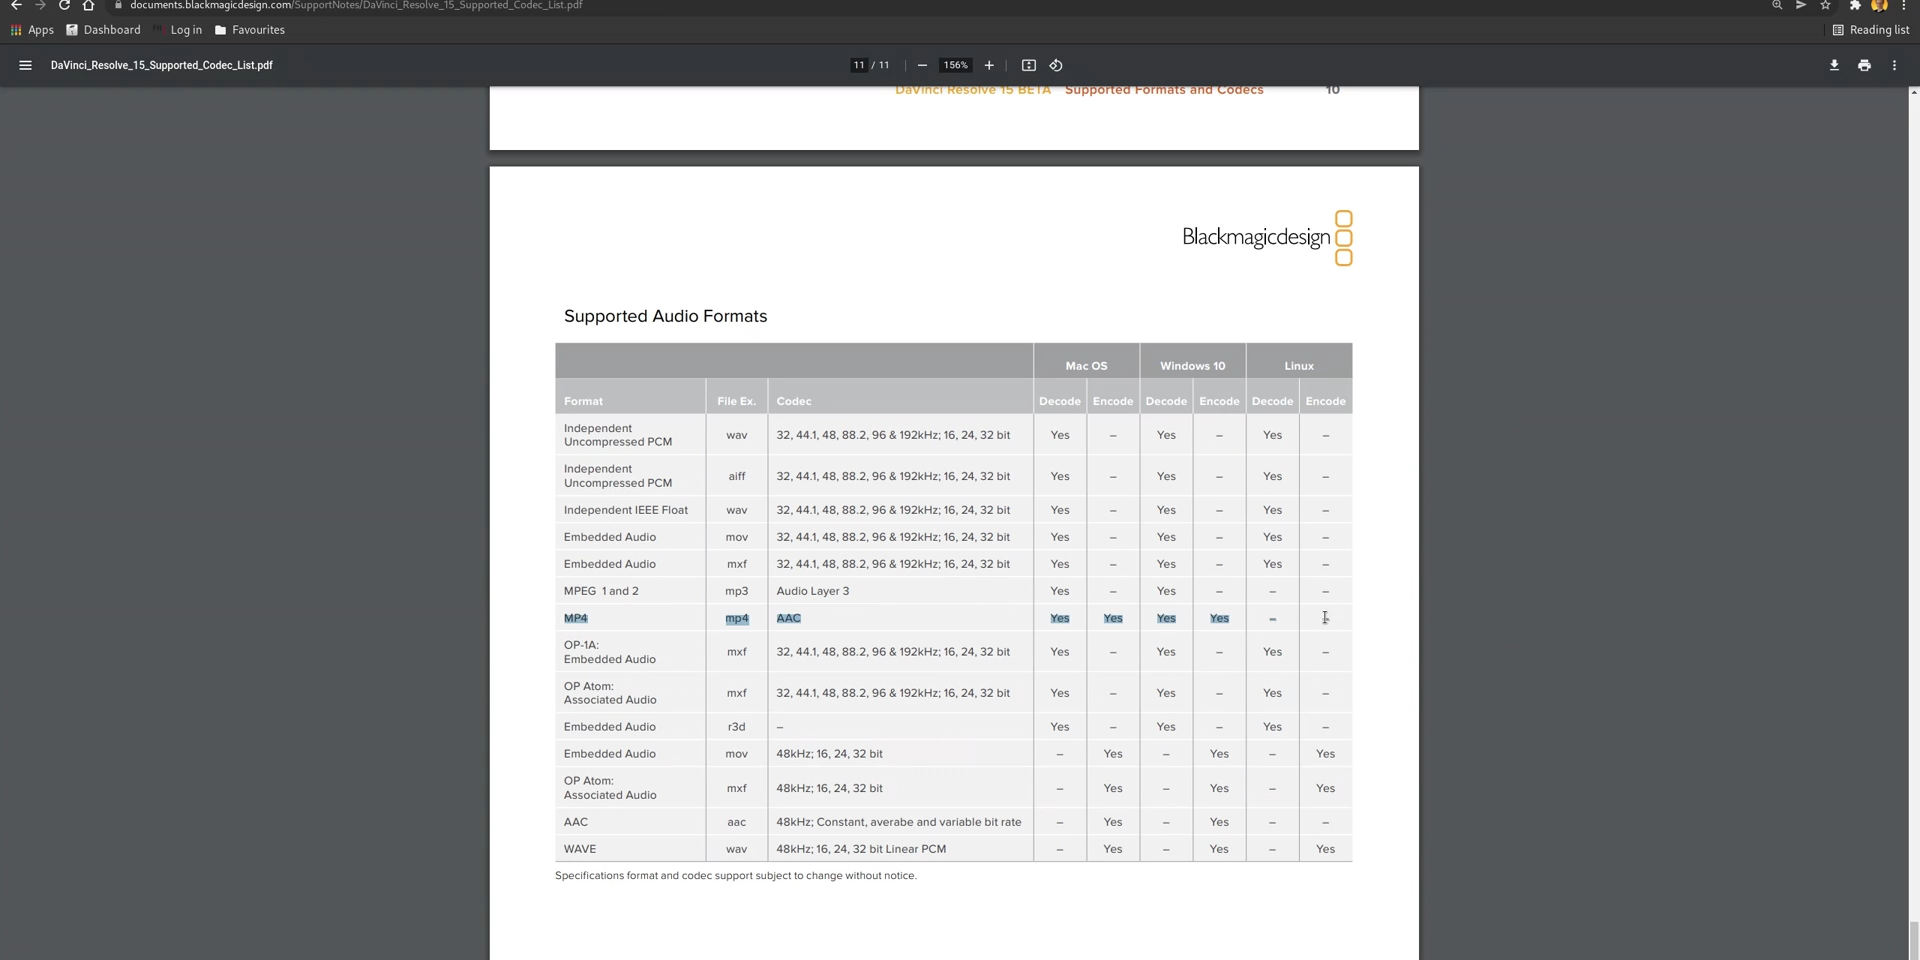 documents.blackmagicdesign.com/SupportNotes/DaVinci_Resolve_15_Supported_Codec_List.pdf
Apps Dashboard Log in Favourites Reading list
DaVinci_Resolve_15_Supported_Codec_List.pdf 11 / 11 156%
DaVinci Resolve 15 BETA Supported Formats and Codecs 10
Blackmagicdesign
Supported Audio Formats
Mac OS Windows 10 Linux
Format File Ex. Codec Decode Encode Decode Encode Decode Encode
Independent
Uncompressed PCM wav 32, 44.1, 48, 88.2, 96 & 192kHz; 16, 24, 32 bit Yes – Yes – Yes –
Independent
Uncompressed PCM aiff 32, 44.1, 48, 88.2, 96 & 192kHz; 16, 24, 32 bit Yes – Yes – Yes –
Independent IEEE Float wav 32, 44.1, 48, 88.2, 96 & 192kHz; 16, 24, 32 bit Yes – Yes – Yes –
Embedded Audio mov 32, 44.1, 48, 88.2, 96 & 192kHz; 16, 24, 32 bit Yes – Yes – Yes –
Embedded Audio mxf 32, 44.1, 48, 88.2, 96 & 192kHz; 16, 24, 32 bit Yes – Yes – Yes –
MPEG 1 and 2 mp3 Audio Layer 3 Yes – Yes – – –
MP4 mp4 AAC Yes Yes Yes Yes – –
OP-1A:
Embedded Audio mxf 32, 44.1, 48, 88.2, 96 & 192kHz; 16, 24, 32 bit Yes – Yes – Yes –
OP Atom:
Associated Audio mxf 32, 44.1, 48, 88.2, 96 & 192kHz; 16, 24, 32 bit Yes – Yes – Yes –
Embedded Audio r3d – Yes – Yes – Yes –
Embedded Audio mov 48kHz; 16, 24, 32 bit – Yes – Yes – Yes
OP Atom:
Associated Audio mxf 48kHz; 16, 24, 32 bit – Yes – Yes – Yes
AAC aac 48kHz; Constant, averabe and variable bit rate – Yes – Yes – –
WAVE wav 48kHz; 16, 24, 32 bit Linear PCM – Yes – Yes – Yes
Specifications format and codec support subject to change without notice.